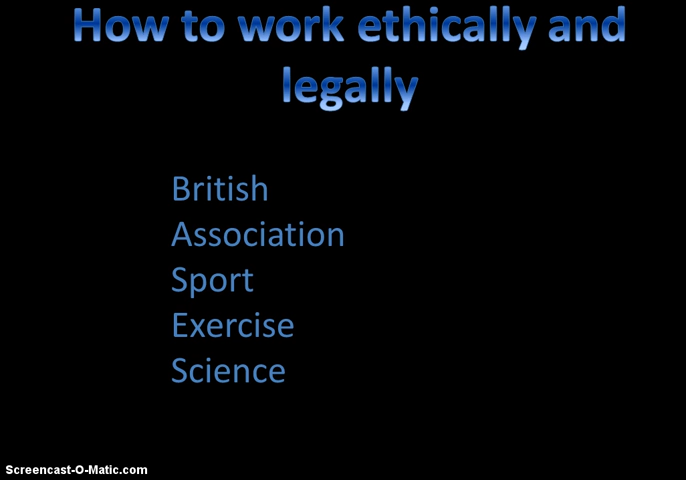 How to work ethically and
legally
British
Association
Sport
Exercise
Science
Screencast-O-Matic.com